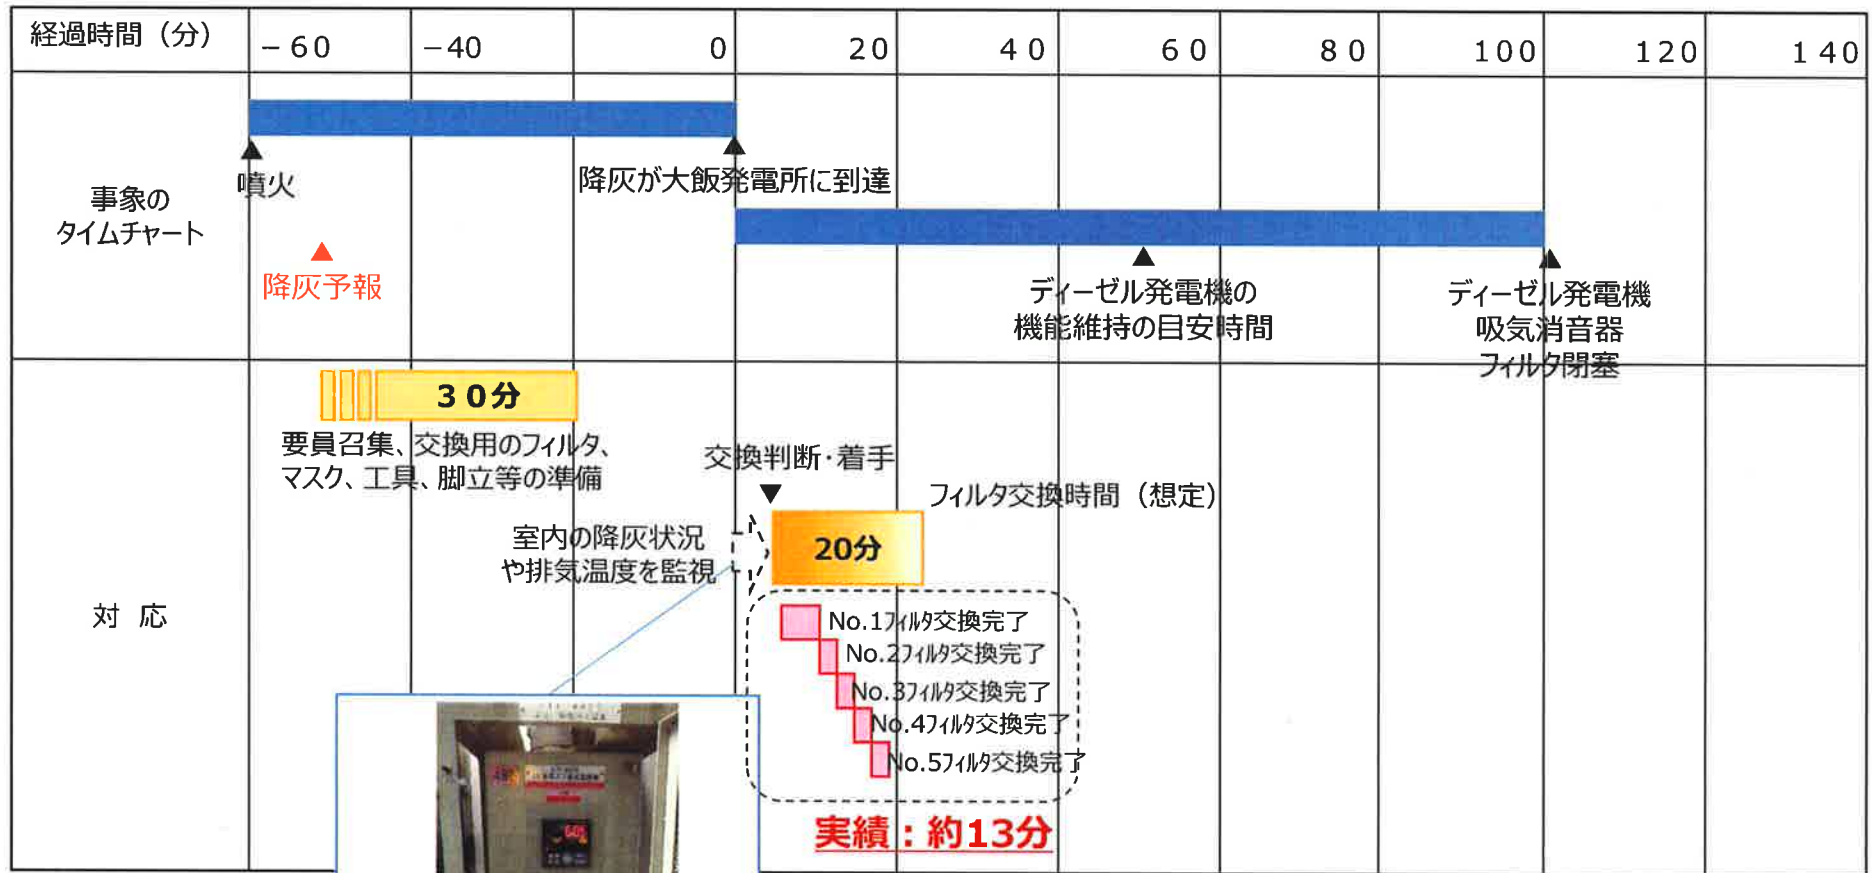 経過時間（分）
－60
－40
0
20
40
60
80
100
120
140
事象の
タイムチャート
噴火
降灰が大飯発電所に到達
降灰予報
ディーゼル発電機の
機能維持の目安時間
ディーゼル発電機
吸気消音器
フィルタ閉塞
対 応
30分
要員召集、交換用のフィルタ、
マスク、工具、脚立等の準備
交換判断・着手
フィルタ交換時間（想定）
室内の降灰状況
や排気温度を監視
20分
No.1フィルタ交換完了
No.2フィルタ交換完了
No.3フィルタ交換完了
No.4フィルタ交換完了
No.5フィルタ交換完了
実績：約13分